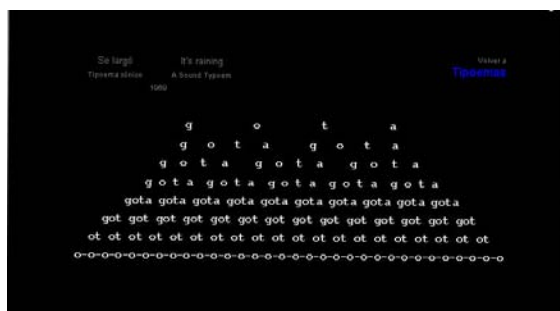 Se largó It's raining Volver a
Tipoema sónico A Sound Typoem Tipoemas
1969
g o t a
g o t a g o t a
g o t a g o t a g o t a
g o t a g o t a g o t a g o t a g o t a
gota gota gota gota gota gota gota gota gota
got got got got got got got got got got got got got got
ot ot ot ot ot ot ot ot ot ot ot ot ot ot ot ot ot ot ot
o-o-o-o-o-o-o-o-o-o-o-o-o-o-o-o-o-o-o-o-o-o-o-o-o-o-o-o-o-o-o-o